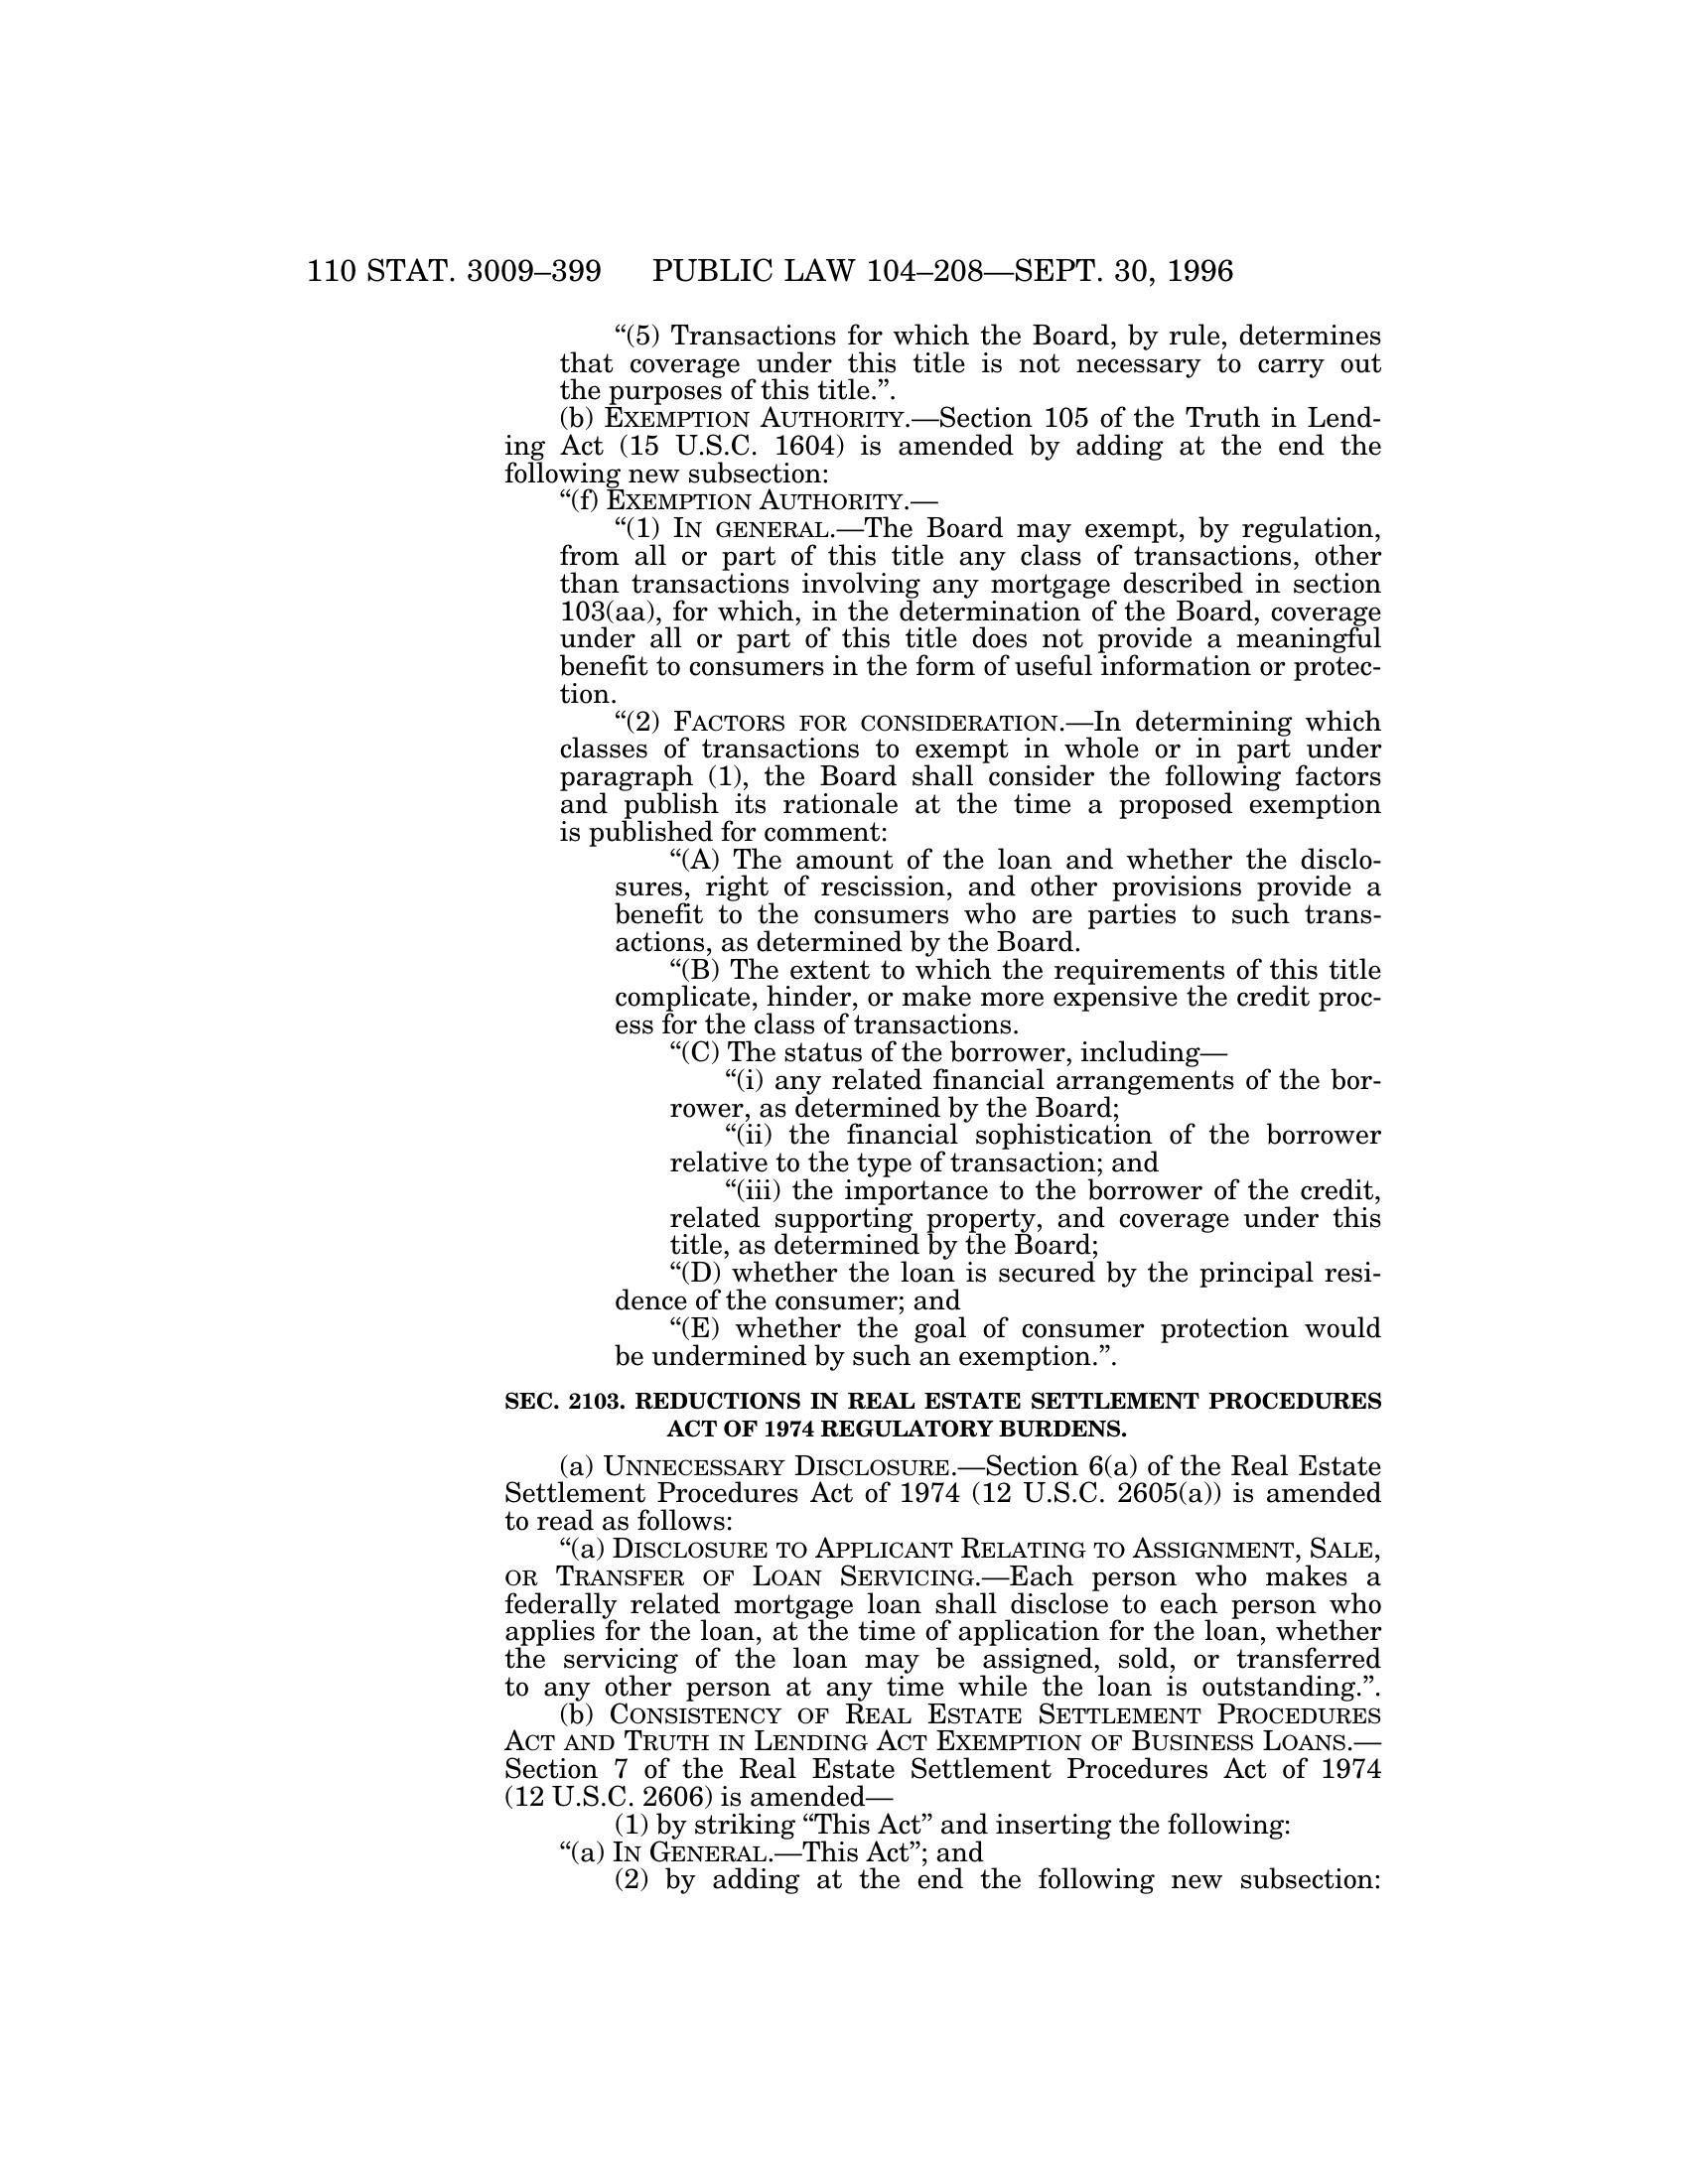 110 STAT. 3009–399 PUBLIC LAW 104–208—SEPT. 30, 1996
“(5) Transactions for which the Board, by rule, determines
that coverage under this title is not necessary to carry out
the purposes of this title.”.
(b) EXEMPTION AUTHORITY.—Section 105 of the Truth in Lend-
ing Act (15 U.S.C. 1604) is amended by adding at the end the
following new subsection:
“(f) EXEMPTION AUTHORITY.—
“(1) IN GENERAL.—The Board may exempt, by regulation,
from all or part of this title any class of transactions, other
than transactions involving any mortgage described in section
103(aa), for which, in the determination of the Board, coverage
under all or part of this title does not provide a meaningful
benefit to consumers in the form of useful information or protec-
tion.
“(2) FACTORS FOR CONSIDERATION.—In determining which
classes of transactions to exempt in whole or in part under
paragraph (1), the Board shall consider the following factors
and publish its rationale at the time a proposed exemption
is published for comment:
“(A) The amount of the loan and whether the disclo-
sures, right of rescission, and other provisions provide a
benefit to the consumers who are parties to such trans-
actions, as determined by the Board.
“(B) The extent to which the requirements of this title
complicate, hinder, or make more expensive the credit proc-
ess for the class of transactions.
“(C) The status of the borrower, including—
“(i) any related financial arrangements of the bor-
rower, as determined by the Board;
“(ii) the financial sophistication of the borrower
relative to the type of transaction; and
“(iii) the importance to the borrower of the credit,
related supporting property, and coverage under this
title, as determined by the Board;
“(D) whether the loan is secured by the principal resi-
dence of the consumer; and
“(E) whether the goal of consumer protection would
be undermined by such an exemption.”.
SEC. 2103. REDUCTIONS IN REAL ESTATE SETTLEMENT PROCEDURES
ACT OF 1974 REGULATORY BURDENS.
(a) UNNECESSARY DISCLOSURE.—Section 6(a) of the Real Estate
Settlement Procedures Act of 1974 (12 U.S.C. 2605(a)) is amended
to read as follows:
“(a) DISCLOSURE TO APPLICANT RELATING TO ASSIGNMENT, SALE,
OR TRANSFER OF LOAN SERVICING.—Each person who makes a
federally related mortgage loan shall disclose to each person who
applies for the loan, at the time of application for the loan, whether
the servicing of the loan may be assigned, sold, or transferred
to any other person at any time while the loan is outstanding.”.
(b) CONSISTENCY OF REAL ESTATE SETTLEMENT PROCEDURES
ACT AND TRUTH IN LENDING ACT EXEMPTION OF BUSINESS LOANS.—
Section 7 of the Real Estate Settlement Procedures Act of 1974
(12 U.S.C. 2606) is amended—
(1) by striking “This Act” and inserting the following:
“(a) IN GENERAL.—This Act”; and
(2) by adding at the end the following new subsection: